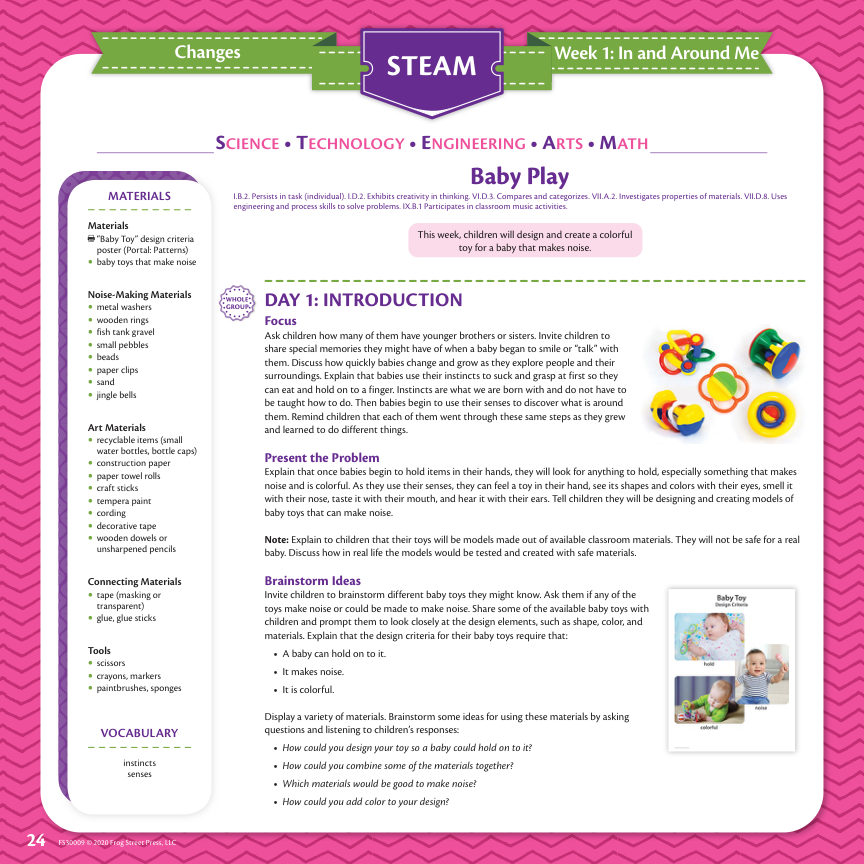 Changes
STEAM
Week 1: In and Around Me
SCIENCE • TECHNOLOGY • ENGINEERING • ARTS • MATH
MATERIALS
Materials
"Baby Toy" design criteria
poster (Portal: Patterns)
• baby toys that make noise
Noise-Making Materials
• metal washers
• wooden rings
• fish tank gravel
• small pebbles
• beads
• paper clips
• sand
• jingle bells
Art Materials
• recyclable items (small
water bottles, bottle caps)
• construction paper
• paper towel rolls
• craft sticks
• tempera paint
• cording
• decorative tape
• wooden dowels or
unsharpened pencils
Connecting Materials
• tape (masking or
transparent)
• glue, glue sticks
Tools
• scissors
• crayons, markers
• paintbrushes, sponges
VOCABULARY
instincts
senses
Baby Play
I.B.2. Persists in task (individual). I.D.2. Exhibits creativity in thinking. VI.D.3. Compares and categorizes. VII.A.2. Investigates properties of materials. VII.D.8. Uses
engineering and process skills to solve problems. IX.B.1 Participates in classroom music activities.
This week, children will design and create a colorful
toy for a baby that makes noise.
WHOLE
GROUP
DAY 1: INTRODUCTION
Focus
Ask children how many of them have younger brothers or sisters. Invite children to
share special memories they might have of when a baby began to smile or "talk" with
them. Discuss how quickly babies change and grow as they explore people and their
surroundings. Explain that babies use their instincts to suck and grasp at first so they
can eat and hold on to a finger. Instincts are what we are born with and do not have to
be taught how to do. Then babies begin to use their senses to discover what is around
them. Remind children that each of them went through these same steps as they grew
and learned to do different things.
Present the Problem
Explain that once babies begin to hold items in their hands, they will look for anything to hold, especially something that makes
noise and is colorful. As they use their senses, they can feel a toy in their hand, see its shapes and colors with their eyes, smell it
with their nose, taste it with their mouth, and hear it with their ears. Tell children they will be designing and creating models of
baby toys that can make noise.
Note: Explain to children that their toys will be models made out of available classroom materials. They will not be safe for a real
baby. Discuss how in real life the models would be tested and created with safe materials.
Brainstorm Ideas
Invite children to brainstorm different baby toys they might know. Ask them if any of the
toys make noise or could be made to make noise. Share some of the available baby toys with
children and prompt them to look closely at the design elements, such as shape, color, and
materials. Explain that the design criteria for their baby toys require that:
• A baby can hold on to it.
• It makes noise.
• It is colorful.
Display a variety of materials. Brainstorm some ideas for using these materials by asking
questions and listening to children's responses:
• How could you design your toy so a baby could hold on to it?
• How could you combine some of the materials together?
• Which materials would be good to make noise?
• How could you add color to your design?
Baby Toy
Design Criteria
hold
noise
colorful
24
FS30009 © 2020 Frog Street Press, LLC